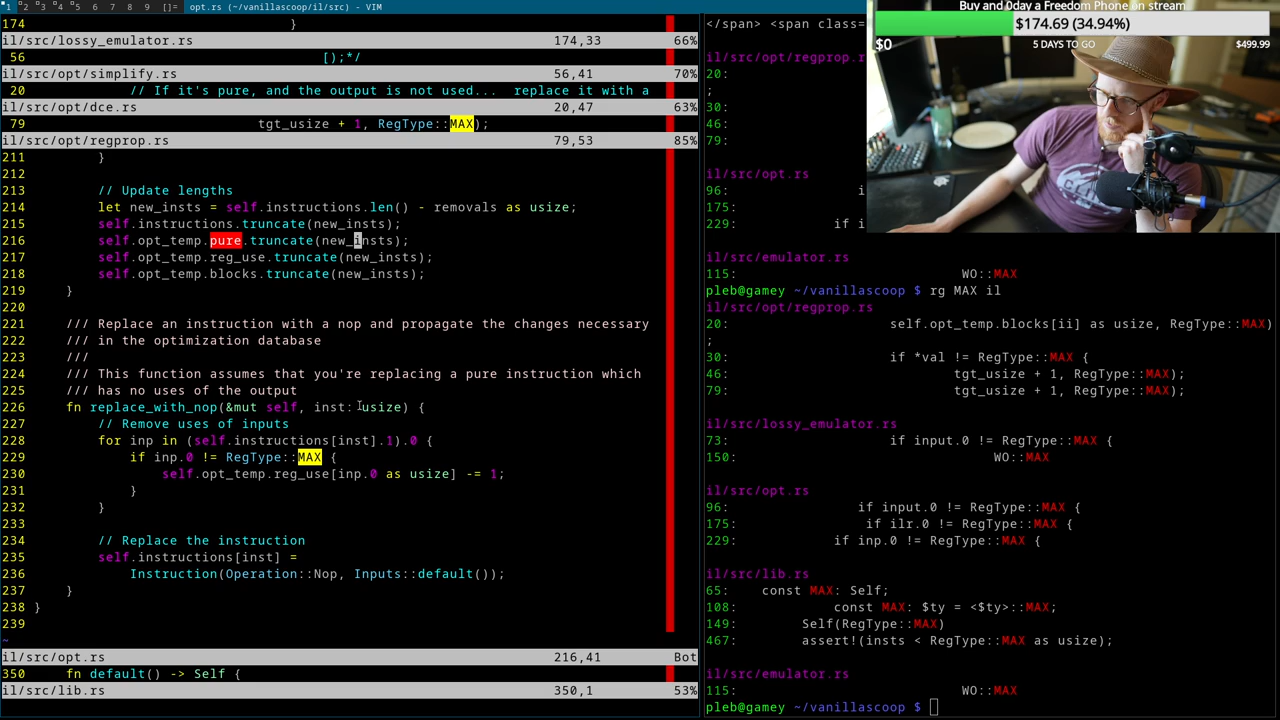 1 2 3 4 5 6 7 8 9 []= opt.rs (~/vanillascoop/il/src) - VIM
174 }
il/src/lossy_emulator.rs 174,33 66%
56 [);*/
il/src/opt/simplify.rs 56,41 70%
20 // If it's pure, and the output is not used... replace it with a
il/src/opt/dce.rs 20,47 63%
79 tgt_usize + 1, RegType::MAX);
il/src/opt/regprop.rs 79,53 85%
211 }
212
213 // Update lengths
214 let new_insts = self.instructions.len() - removals as usize;
215 self.instructions.truncate(new_insts);
216 self.opt_temp.pure.truncate(new_insts);
217 self.opt_temp.reg_use.truncate(new_insts);
218 self.opt_temp.blocks.truncate(new_insts);
219 }
220
221 /// Replace an instruction with a nop and propagate the changes necessary
222 /// in the optimization database
223 ///
224 /// This function assumes that you're replacing a pure instruction which
225 /// has no uses of the output
226 fn replace_with_nop(&mut self, inst: usize) {
227 // Remove uses of inputs
228 for inp in (self.instructions[inst].1).0 {
229 if inp.0 != RegType::MAX {
230 self.opt_temp.reg_use[inp.0 as usize] -= 1;
231 }
232 }
233
234 // Replace the instruction
235 self.instructions[inst] =
236 Instruction(Operation::Nop, Inputs::default());
237 }
238 }
239
~
il/src/opt.rs 216,41 Bot
350 fn default() -> Self {
il/src/lib.rs 350,1 53%
</span> <span class=
il/src/opt/regprop.r
20:
;
30:
46:
79:
il/src/opt.rs
96: i
175:
229: if i
il/src/emulator.rs
115: WO::MAX
pleb@gamey ~/vanillascoop $ rg MAX il
il/src/opt/regprop.rs
20: self.opt_temp.blocks[ii] as usize, RegType::MAX)
;
30: if *val != RegType::MAX {
46: tgt_usize + 1, RegType::MAX);
79: tgt_usize + 1, RegType::MAX);
il/src/lossy_emulator.rs
73: if input.0 != RegType::MAX {
150: WO::MAX
il/src/opt.rs
96: if input.0 != RegType::MAX {
175: if ilr.0 != RegType::MAX {
229: if inp.0 != RegType::MAX {
il/src/lib.rs
65: const MAX: Self;
108: const MAX: $ty = <$ty>::MAX;
149: Self(RegType::MAX)
467: assert!(insts < RegType::MAX as usize);
il/src/emulator.rs
115: WO::MAX
pleb@gamey ~/vanillascoop $
Buy and 0day a Freedom Phone on stream
$174.69 (34.94%)
$0 5 DAYS TO GO $499.99